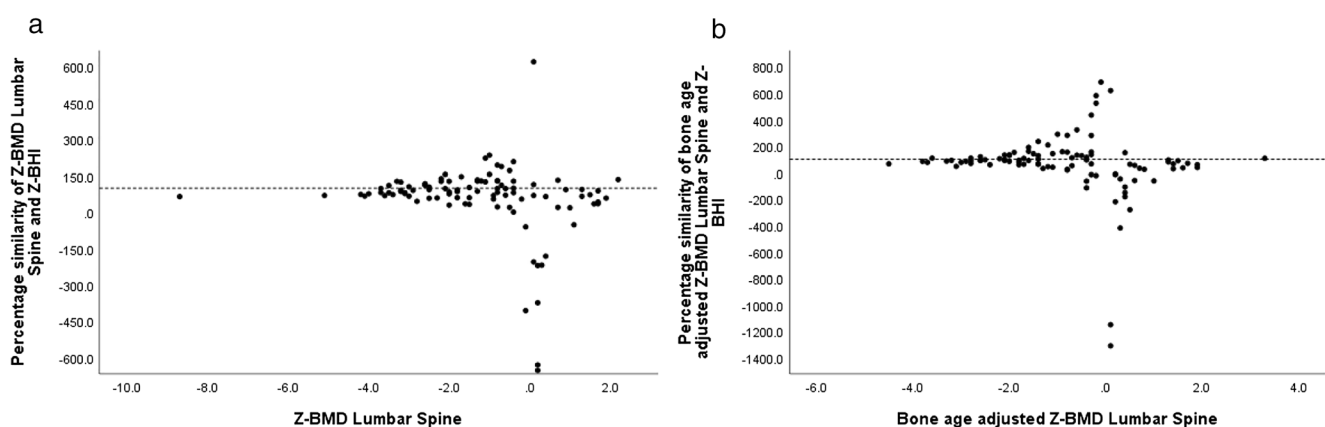 a
Percentage similarity of Z-BMD Lumbar
Spine and Z-BHI
600.0
450.0
300.0
150.0
.0
-150.0
-300.0
-450.0
-600.0
-10.0 -8.0 -6.0 -4.0 -2.0 .0 2.0
Z-BMD Lumbar Spine
b
Percentage similarity of bone age
adjusted Z-BMD Lumbar Spine and Z-
BHI
800.0
600.0
400.0
200.0
.0
-200.0
-400.0
-600.0
-800.0
-1000.0
-1200.0
-1400.0
-6.0 -4.0 -2.0 .0 2.0 4.0
Bone age adjusted Z-BMD Lumbar Spine